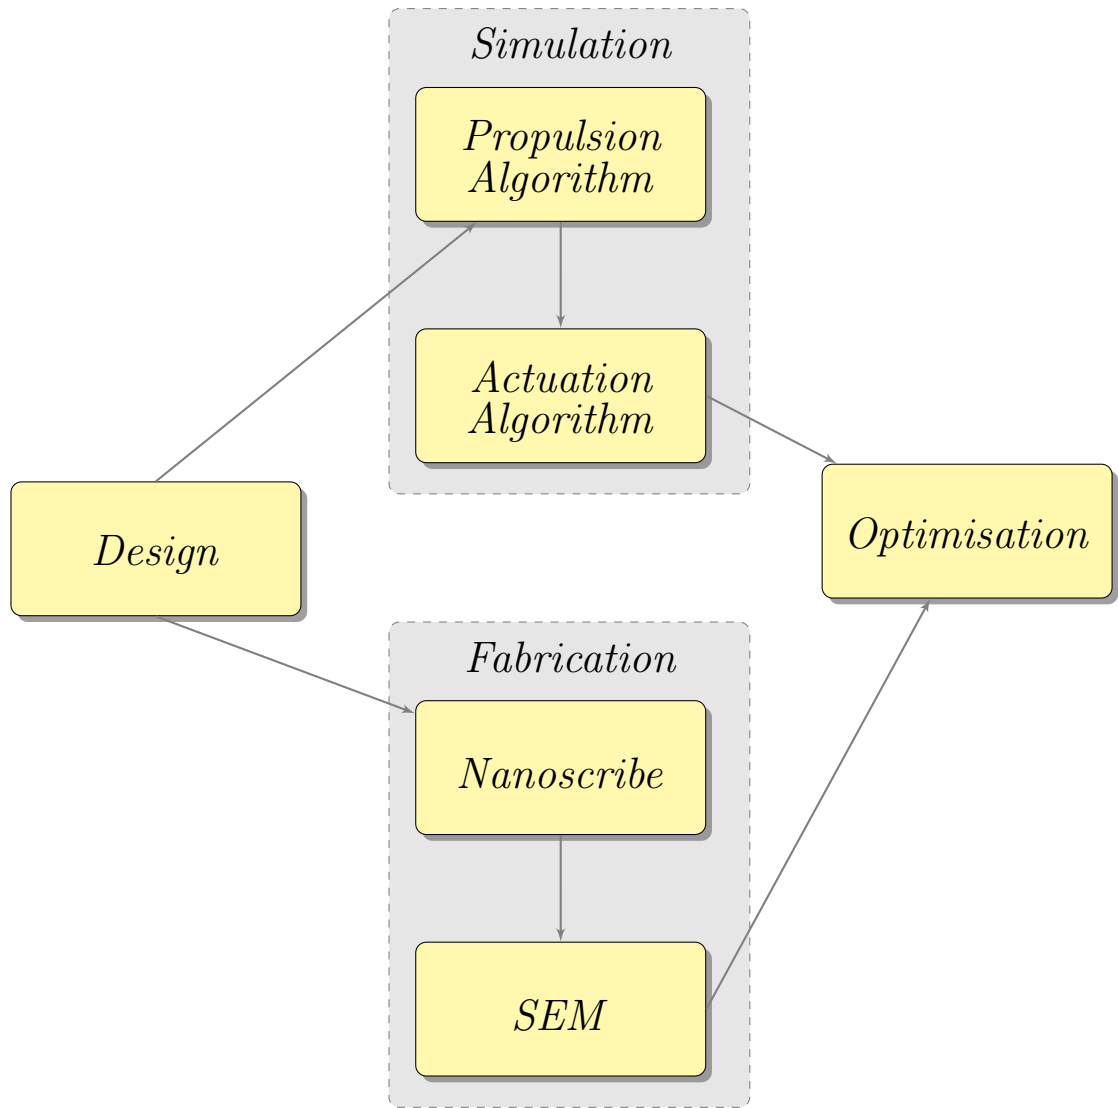 Simulation
Propulsion
Algorithm
Actuation
Algorithm
Design
Optimisation
Fabrication
Nanoscribe
SEM